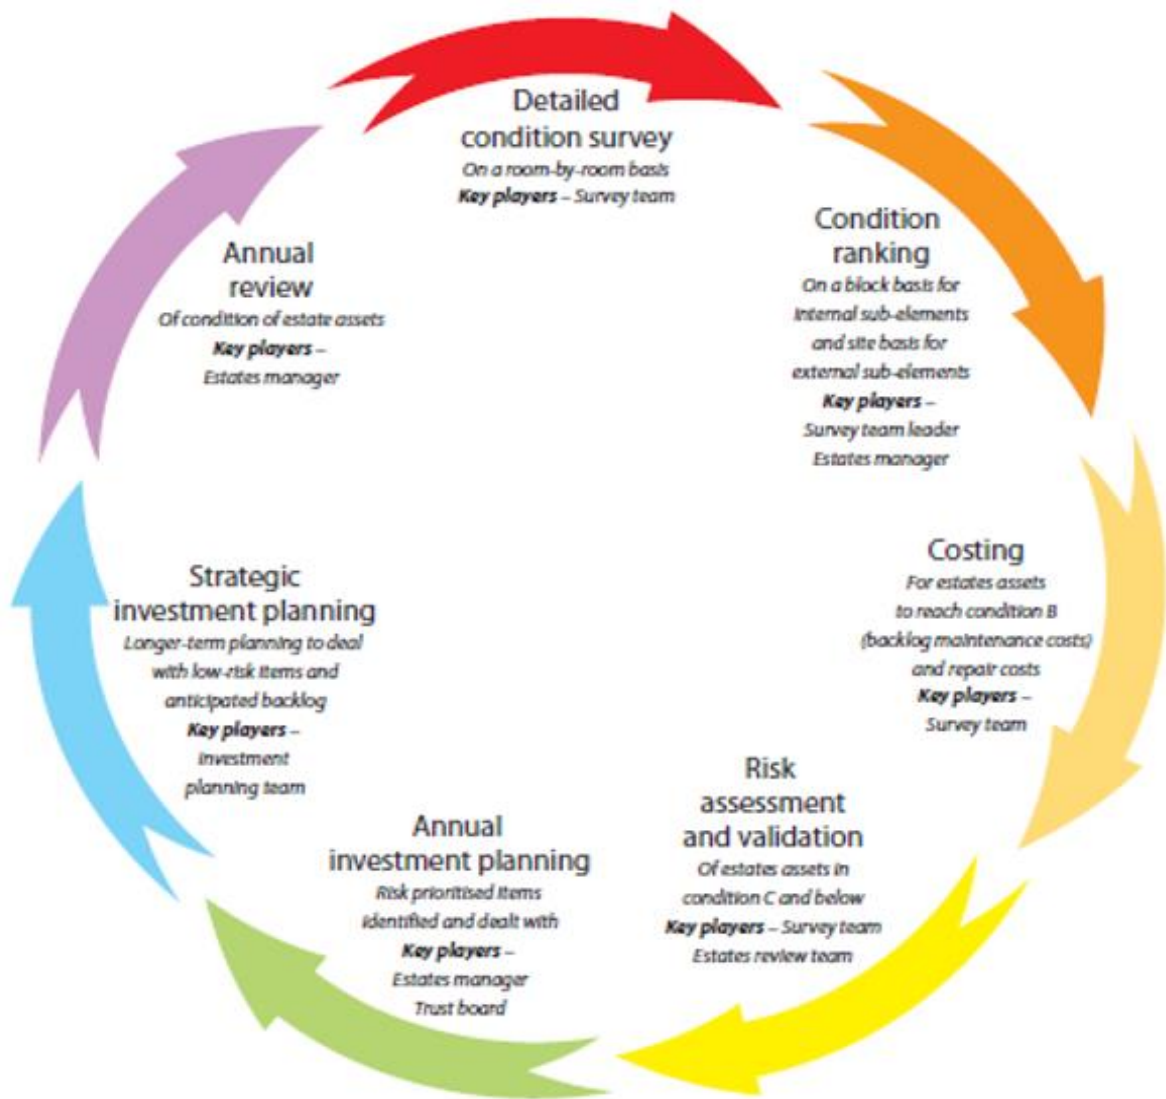 Detailed
condition survey
On a room-by-room basis
Key players – Survey team
Condition
ranking
On a block basis for
internal sub-elements
and site basis for
external sub-elements
Key players –
Survey team leader
Estates manager
Costing
For estates assets
to reach condition B
(backlog maintenance costs)
and repair costs
Key players –
Survey team
Risk
assessment
and validation
Of estates assets in
condition C and below
Key players – Survey team
Estates review team
Annual
investment planning
Risk prioritised items
identified and dealt with
Key players –
Estates manager
Trust board
Strategic
investment planning
Longer-term planning to deal
with low-risk items and
anticipated backlog
Key players –
Investment
planning team
Annual
review
Of condition of estate assets
Key players –
Estates manager